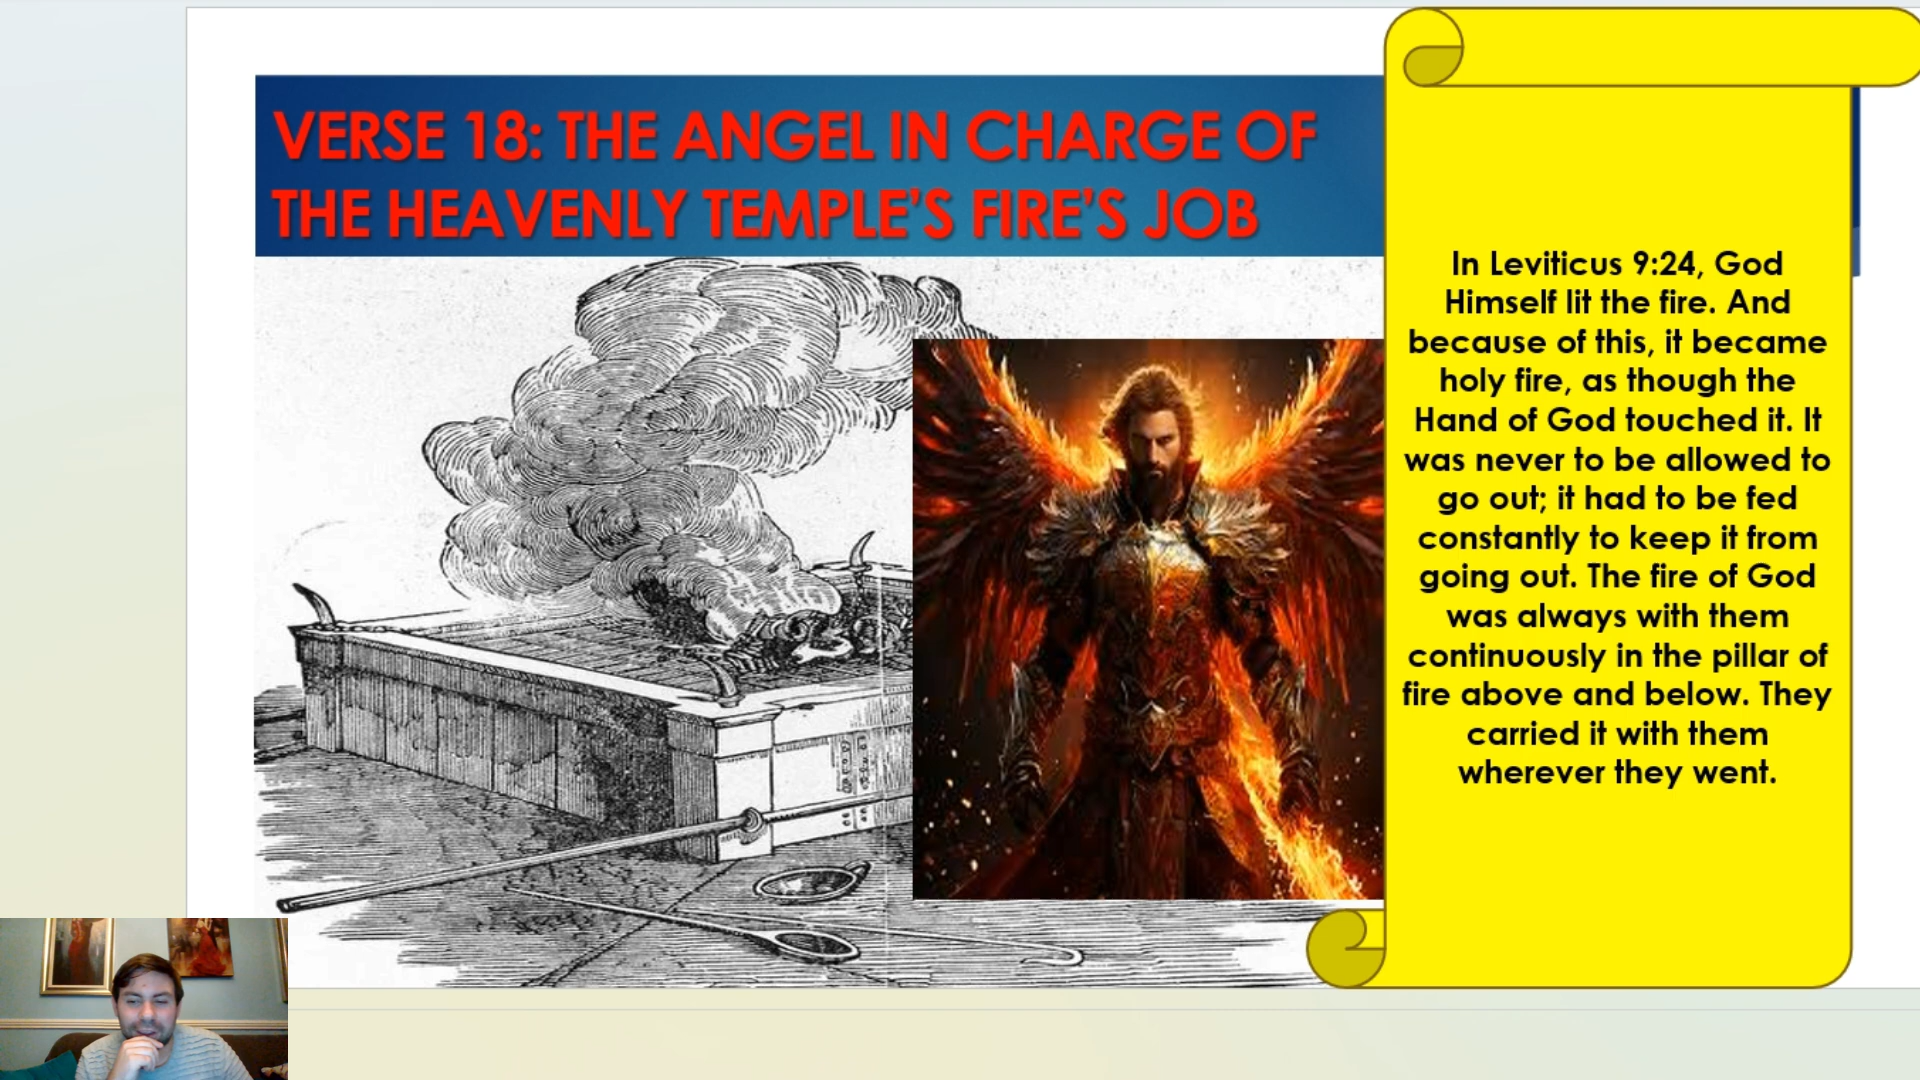 VERSE 18: THE ANGEL IN CHARGE OF
THE HEAVENLY TEMPLE’S FIRE’S JOB
In Leviticus 9:24, God
Himself lit the fire. And
because of this, it became
holy fire, as though the
Hand of God touched it. It
was never to be allowed to
go out; it had to be fed
constantly to keep it from
going out. The fire of God
was always with them
continuously in the pillar of
fire above and below. They
carried it with them
wherever they went.